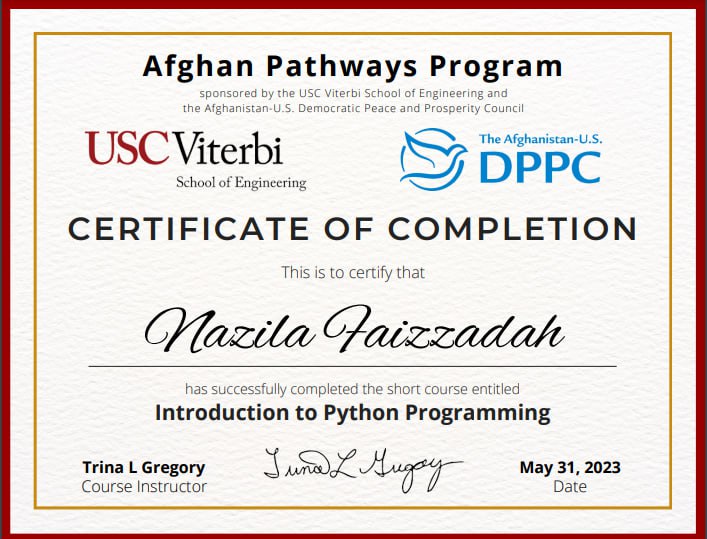 Afghan Pathways Program
sponsored by the USC Viterbi School of Engineering and
the Afghanistan-U.S. Democratic Peace and Prosperity Council
USC Viterbi
School of Engineering
The Afghanistan-U.S.
DPPC
CERTIFICATE OF COMPLETION
This is to certify that
Nazila Faizzadah
has successfully completed the short course entitled
Introduction to Python Programming
Trina L Gregory
Course Instructor
Trina L Gregory
May 31, 2023
Date